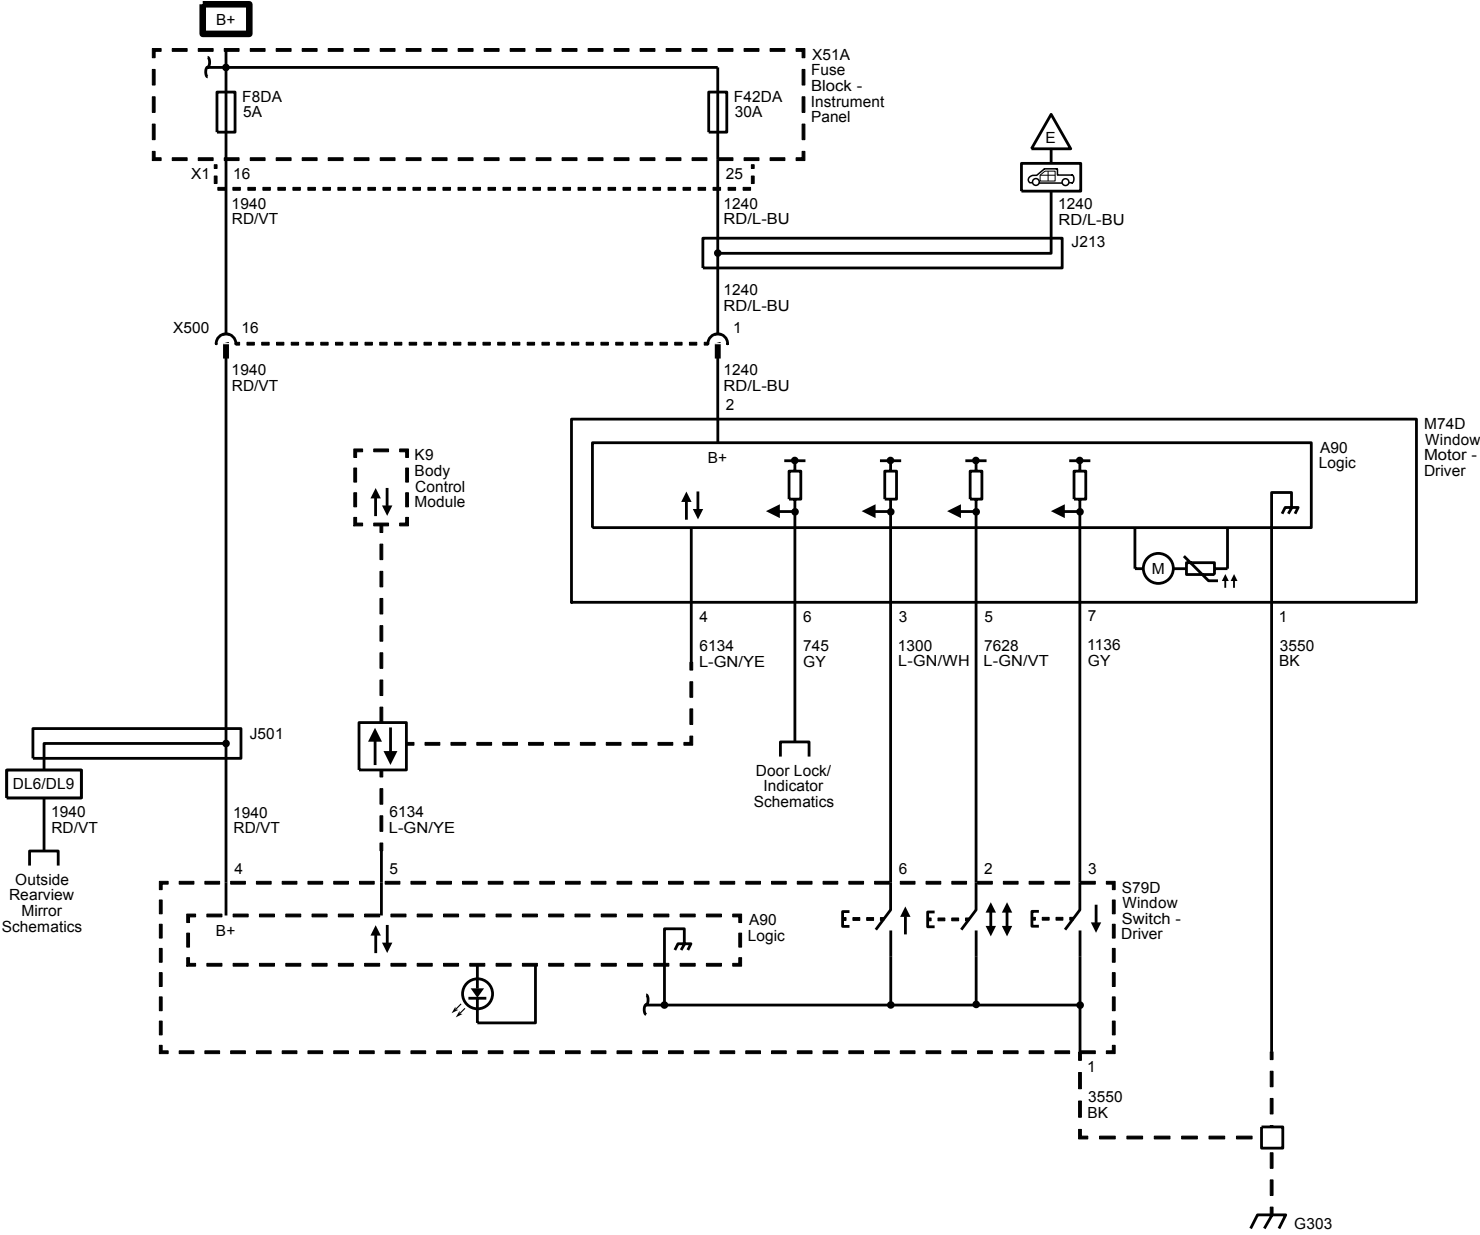 B+
X51A
Fuse
Block -
Instrument
Panel
F8DA
5A
F42DA
30A
E
X1
16
25
1940
RD/VT
1240
RD/L-BU
1240
RD/L-BU
J213
1240
RD/L-BU
X500
16
1
1940
RD/VT
1240
RD/L-BU
2
M74D
Window
Motor -
Driver
K9
Body
Control
Module
B+
A90
Logic
M
4
6
3
5
7
1
6134
L-GN/YE
745
GY
1300
L-GN/WH
7628
L-GN/VT
1136
GY
3550
BK
J501
DL6/DL9
Door Lock/
Indicator
Schematics
1940
RD/VT
1940
RD/VT
6134
L-GN/YE
4
5
6
2
3
Outside
Rearview
Mirror
Schematics
S79D
Window
Switch -
Driver
B+
A90
Logic
1
3550
BK
G303